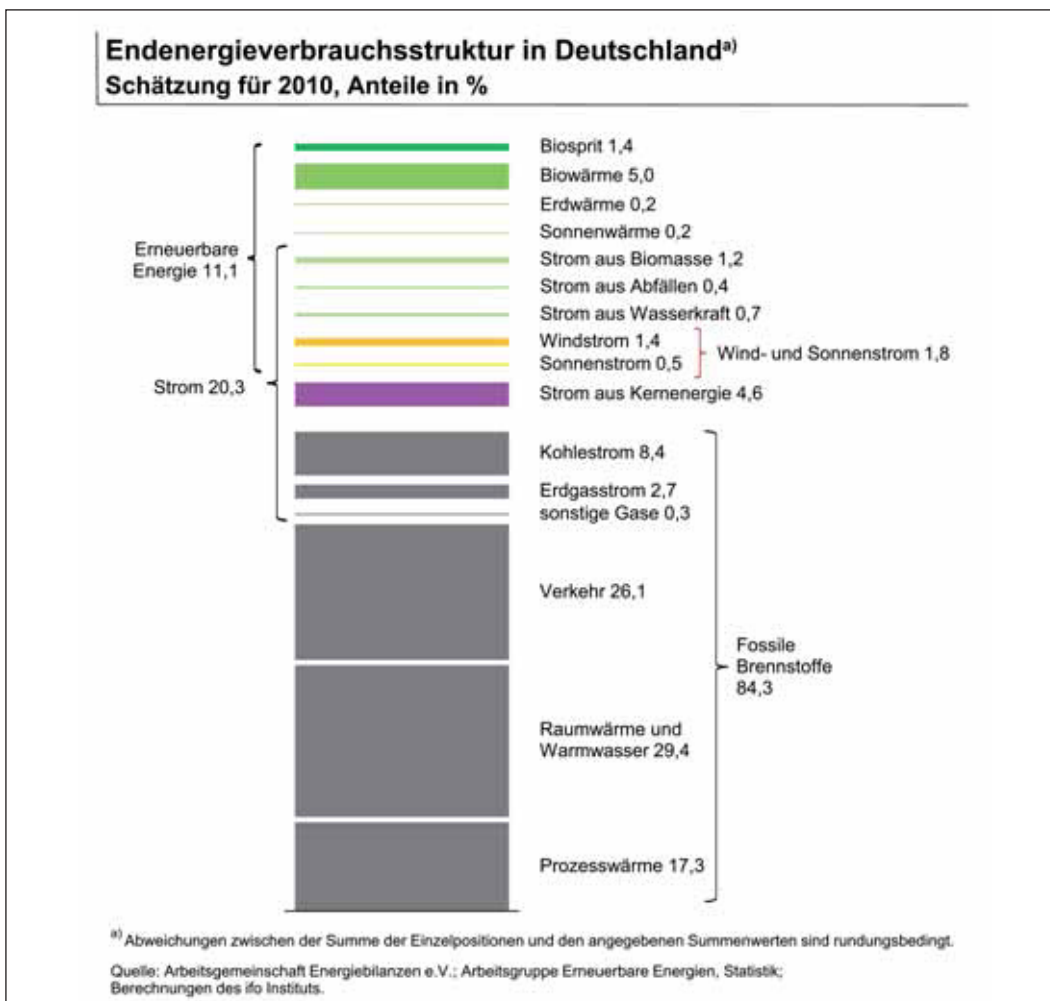 Endenergieverbrauchsstruktur in Deutschland a)
Schätzung für 2010, Anteile in %
Biosprit 1,4
Biowärme 5,0
Erdwärme 0,2
Sonnenwärme 0,2
Erneuerbare
Energie 11,1
Strom aus Biomasse 1,2
Strom aus Abfällen 0,4
Strom aus Wasserkraft 0,7
Windstrom 1,4
Sonnenstrom 0,5
Wind- und Sonnenstrom 1,8
Strom 20,3
Strom aus Kernenergie 4,6
Kohlestrom 8,4
Erdgasstrom 2,7
sonstige Gase 0,3
Verkehr 26,1
Fossile
Brennstoffe
84,3
Raumwärme und
Warmwasser 29,4
Prozesswärme 17,3
a) Abweichungen zwischen der Summe der Einzelpositionen und den angegebenen Summenwerten sind rundungsbedingt.
Quelle: Arbeitsgemeinschaft Energiebilanzen e.V.; Arbeitsgruppe Erneuerbare Energien, Statistik;
Berechnungen des ifo Instituts.